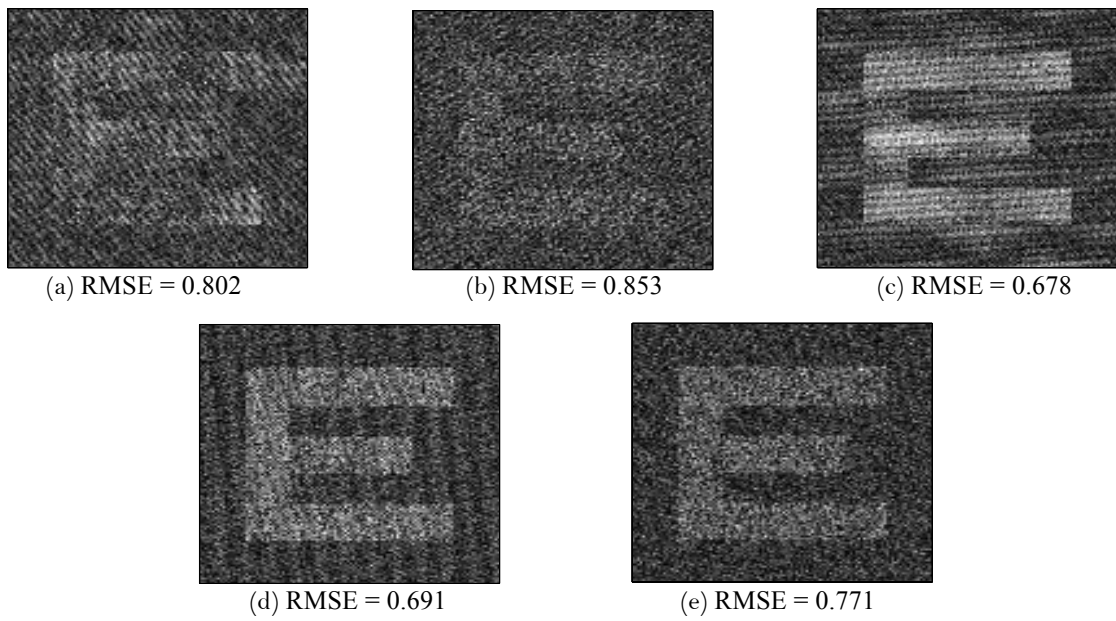 (a) RMSE = 0.802
(b) RMSE = 0.853
(c) RMSE = 0.678
(d) RMSE = 0.691
(e) RMSE = 0.771